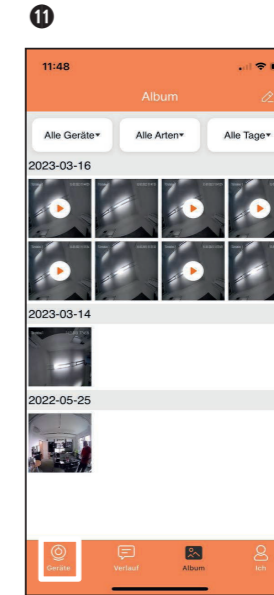 11
11:48
Album
Alle Geräte▾ Alle Arten▾ Alle Tage▾
2023-03-16
2023-03-14
2022-05-25
Geräte Verlauf Album Ich